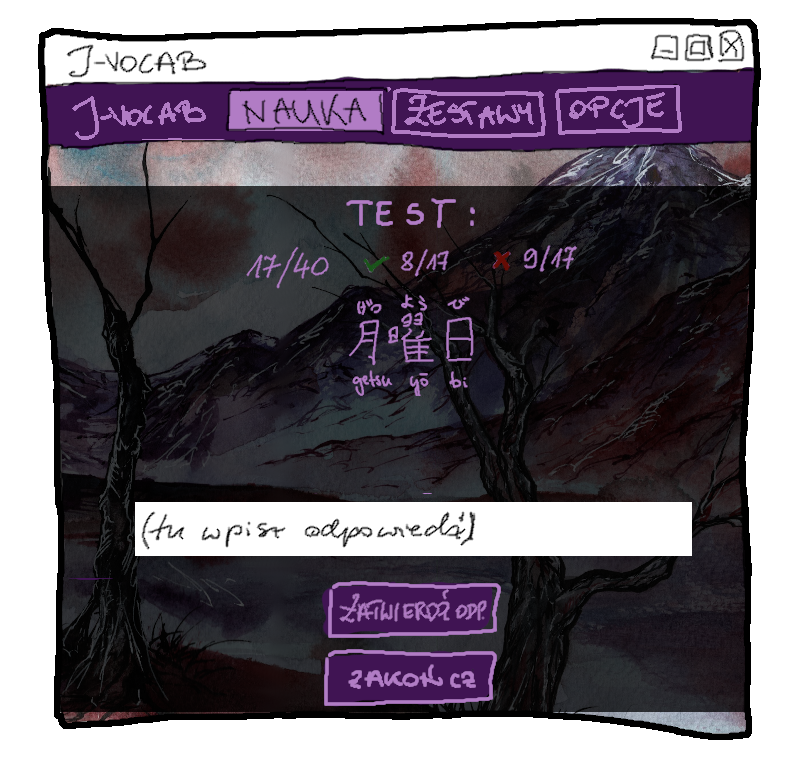 J-VOCAB
J-VOCAB NAUKA ZESTAWY OPCJE
TEST:
17/40 ✓ 8/17 ✗ 9/17
げつ よう び
月曜日
getsu yō bi
(tu wpisz odpowiedź)
ZATWIERDŹ ODP.
ZAKOŃCZ